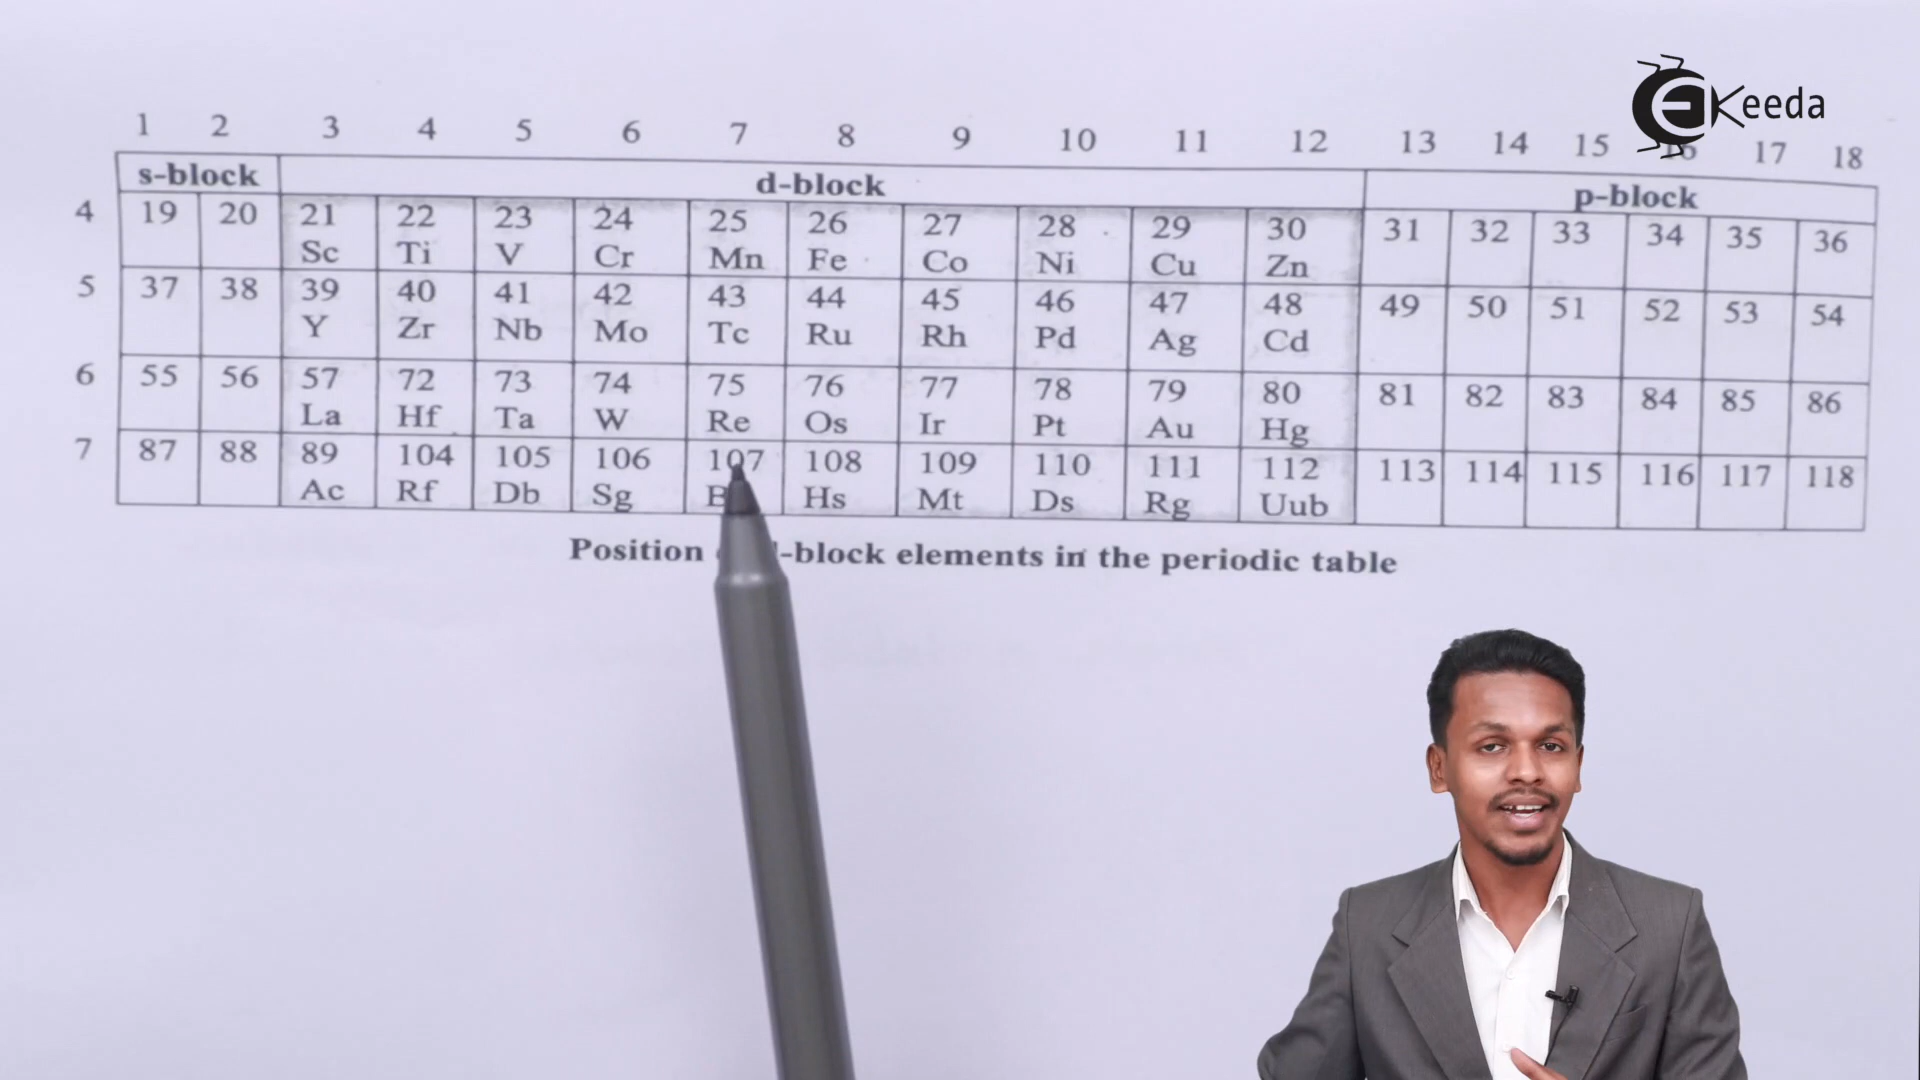 Keeda
1 2 3 4 5 6 7 8 9 10 11 12 13 14 15 16 17 18
s-block d-block p-block
4 19 20 21 22 23 24 25 26 27 28 29 30 31 32 33 34 35 36
Sc Ti V Cr Mn Fe Co Ni Cu Zn
5 37 38 39 40 41 42 43 44 45 46 47 48 49 50 51 52 53 54
Y Zr Nb Mo Tc Ru Rh Pd Ag Cd
6 55 56 57 72 73 74 75 76 77 78 79 80 81 82 83 84 85 86
La Hf Ta W Re Os Ir Pt Au Hg
7 87 88 89 104 105 106 107 108 109 110 111 112 113 114 115 116 117 118
Ac Rf Db Sg Hs Mt Ds Rg Uub
Position -block elements in the periodic table